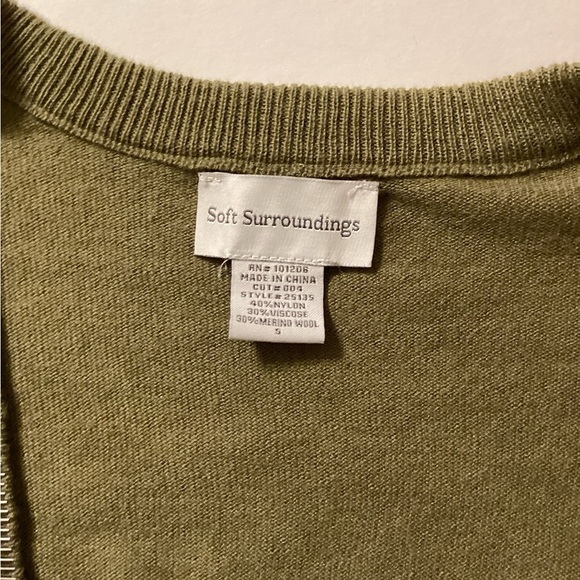 Soft Surroundings
RN# 101206
MADE IN CHINA
CUT# 004
STYLE# 25135
40%NYLON
30%VISCOSE
30%MERINO WOOL
S